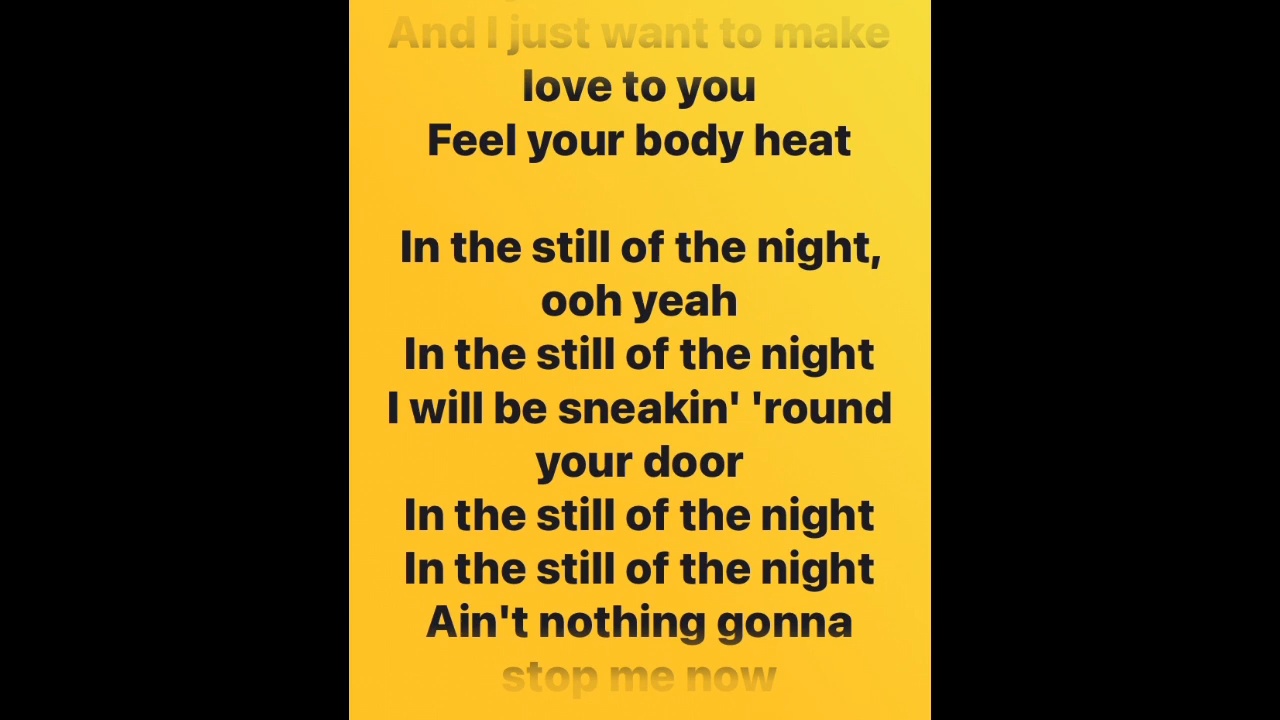 And I just want to make
love to you
Feel your body heat
In the still of the night,
ooh yeah
In the still of the night
I will be sneakin' 'round
your door
In the still of the night
In the still of the night
Ain't nothing gonna
stop me now